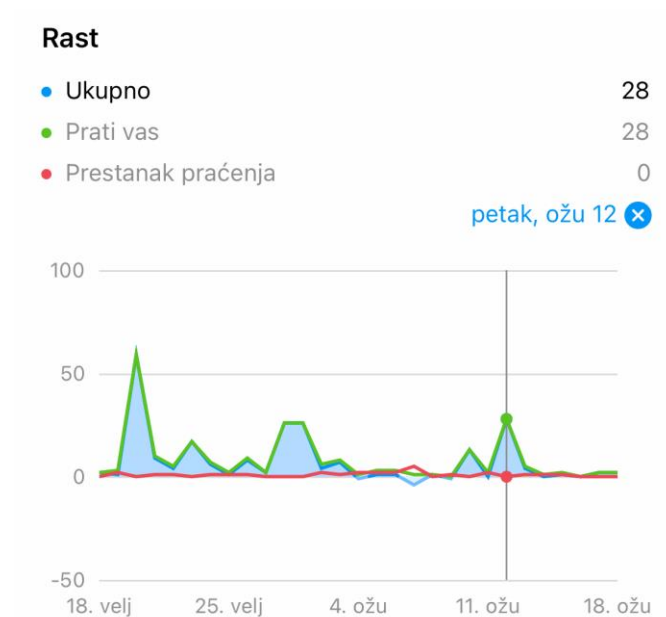 Rast
Ukupno 28
Prati vas 28
Prestanak praćenja 0
petak, ožu 12
100
50
0
-50
18. velj 25. velj 4. ožu 11. ožu 18. ožu